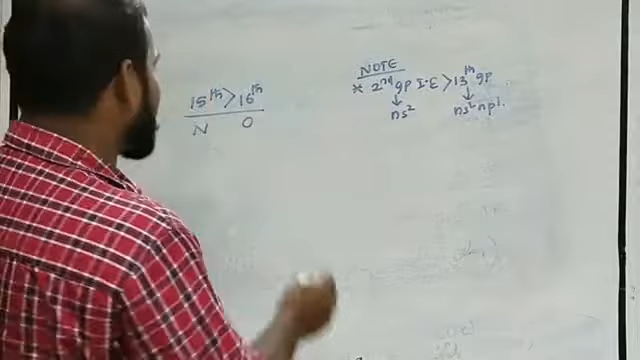 15th > 16th
N O
NOTE
* 2nd gp I·E > 13th gp
↓ ↓
ns² ns²np1.